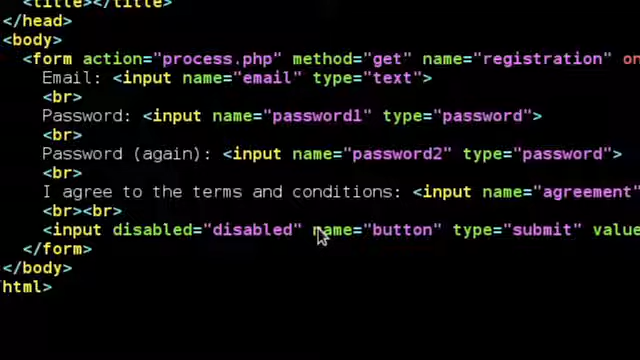 <title></title>
</head>
<body>
<form action="process.php" method="get" name="registration" on
Email: <input name="email" type="text">
<br>
Password: <input name="password1" type="password">
<br>
Password (again): <input name="password2" type="password">
<br>
I agree to the terms and conditions: <input name="agreement"
<br><br>
<input disabled="disabled" name="button" type="submit" value
</form>
</body>
html>